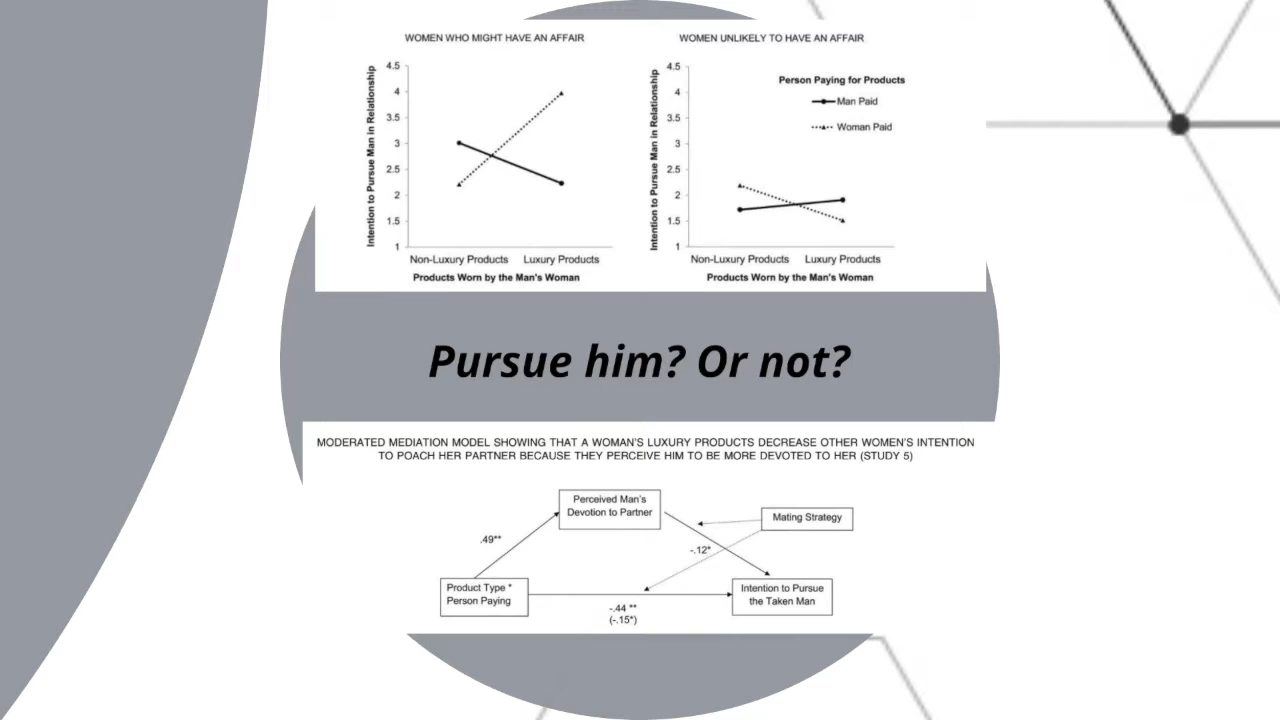 WOMEN WHO MIGHT HAVE AN AFFAIR
Intention to Pursue Man in Relationship
4.5
4
3.5
3
2.5
2
1.5
1
Non-Luxury Products
Luxury Products
Products Worn by the Man's Woman
WOMEN UNLIKELY TO HAVE AN AFFAIR
Intention to Pursue Man in Relationship
4.5
4
3.5
3
2.5
2
1.5
1
Person Paying for Products
Man Paid
Woman Paid
Non-Luxury Products
Luxury Products
Products Worn by the Man's Woman
Pursue him? Or not?
MODERATED MEDIATION MODEL SHOWING THAT A WOMAN'S LUXURY PRODUCTS DECREASE OTHER WOMEN'S INTENTION
TO POACH HER PARTNER BECAUSE THEY PERCEIVE HIM TO BE MORE DEVOTED TO HER (STUDY 5)
Perceived Man's
Devotion to Partner
Mating Strategy
.49**
-.12*
Product Type *
Person Paying
Intention to Pursue
the Taken Man
-.44 **
(-.15*)